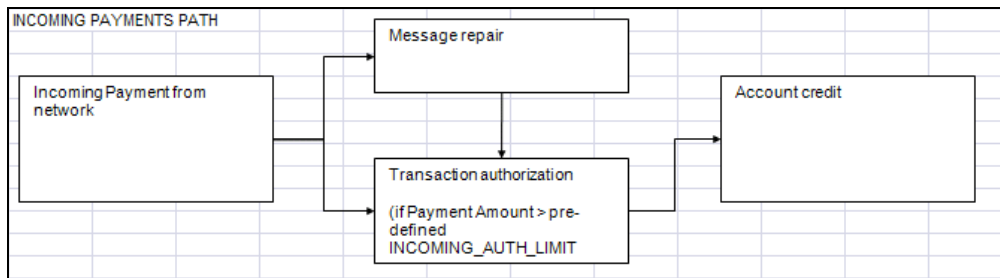 INCOMING PAYMENTS PATH
Message repair
Incoming Payment from
network
Account credit
Transaction authorization
(if Payment Amount > pre-
defined
INCOMING_AUTH_LIMIT